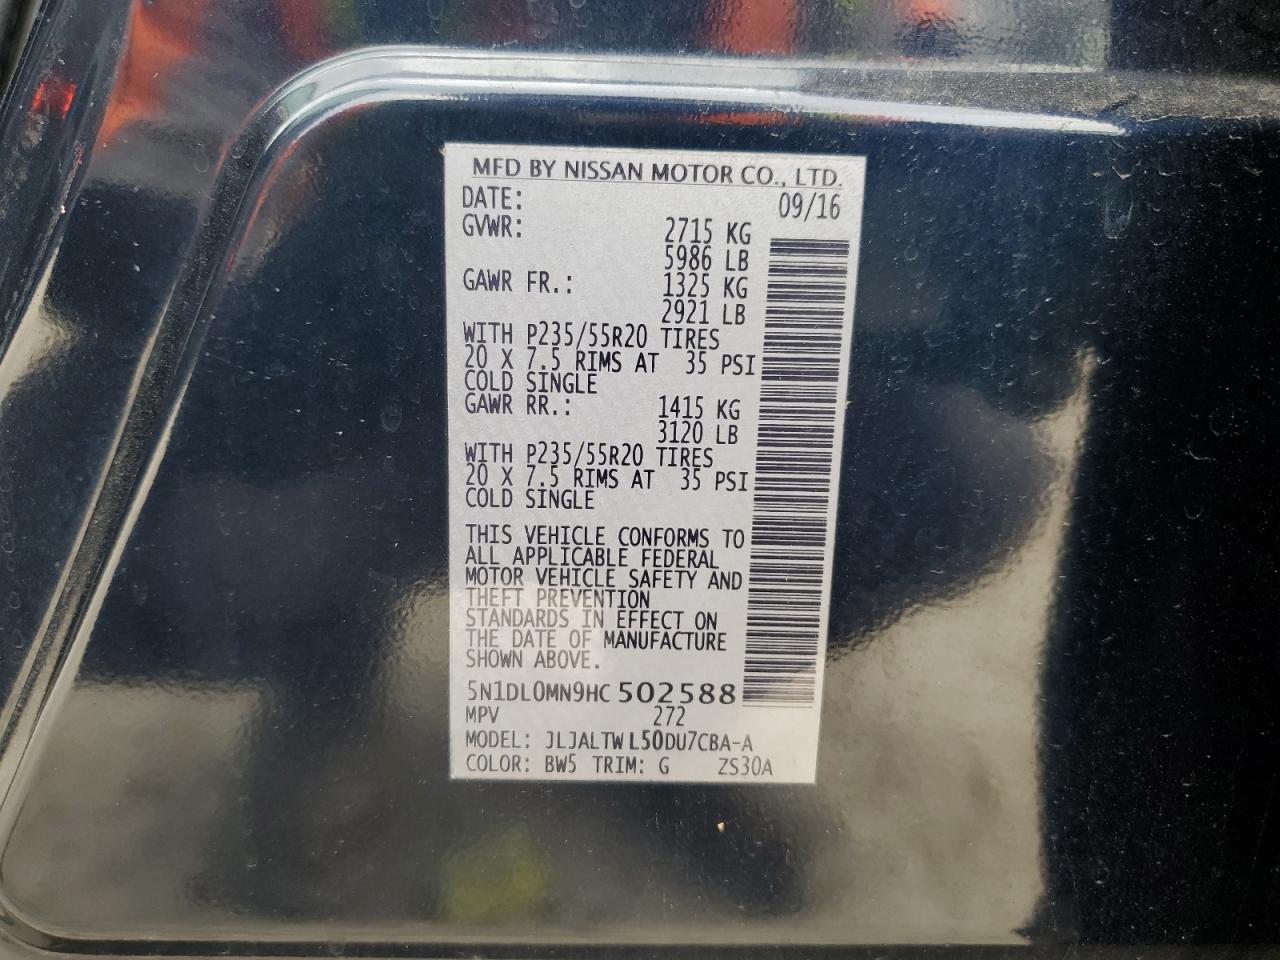 MFD BY NISSAN MOTOR CO., LTD.
DATE: 09/16
GVWR: 2715 KG
5986 LB
GAWR FR.: 1325 KG
2921 LB
WITH P235/55R20 TIRES
20 X 7.5 RIMS AT 35 PSI
COLD SINGLE
GAWR RR.: 1415 KG
3120 LB
WITH P235/55R20 TIRES
20 X 7.5 RIMS AT 35 PSI
COLD SINGLE
THIS VEHICLE CONFORMS TO
ALL APPLICABLE FEDERAL
MOTOR VEHICLE SAFETY AND
THEFT PREVENTION
STANDARDS IN EFFECT ON
THE DATE OF MANUFACTURE
SHOWN ABOVE.
5N1DL0MN9HC502588
MPV 272
MODEL: JLJALTWL50DU7CBA-A
COLOR: BW5 TRIM: G ZS30A